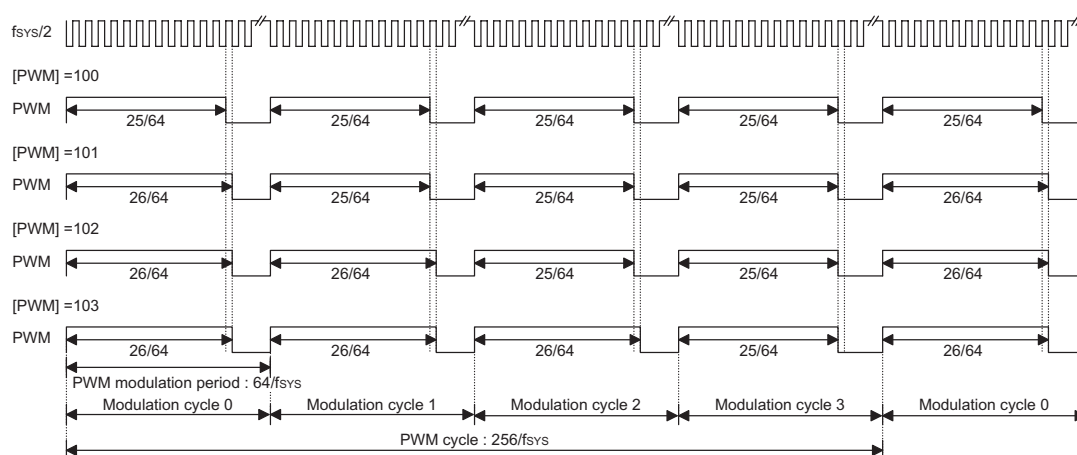 fSYS/2
[PWM] =100
PWM
25/64 25/64 25/64 25/64 25/64
[PWM] =101
PWM
26/64 25/64 25/64 25/64 26/64
[PWM] =102
PWM
26/64 26/64 25/64 25/64 26/64
[PWM] =103
PWM
26/64 26/64 26/64 25/64 26/64
PWM modulation period : 64/fSYS
Modulation cycle 0 Modulation cycle 1 Modulation cycle 2 Modulation cycle 3 Modulation cycle 0
PWM cycle : 256/fSYS